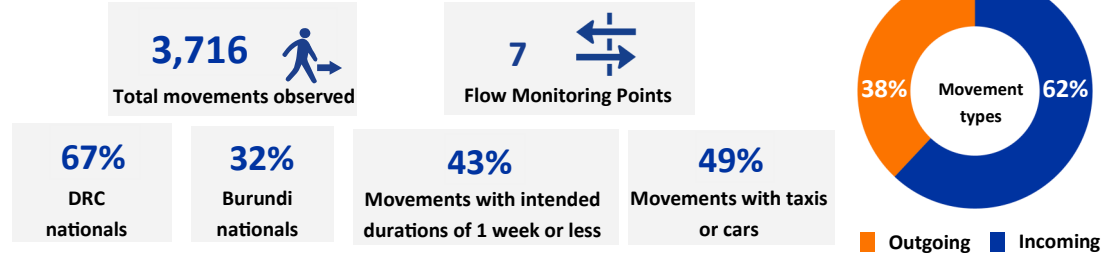 3,716
Total movements observed
7
Flow Monitoring Points
67%
DRC
nationals
32%
Burundi
nationals
43%
Movements with intended
durations of 1 week or less
49%
Movements with taxis
or cars
38%
Movement
types
62%
Outgoing
Incoming